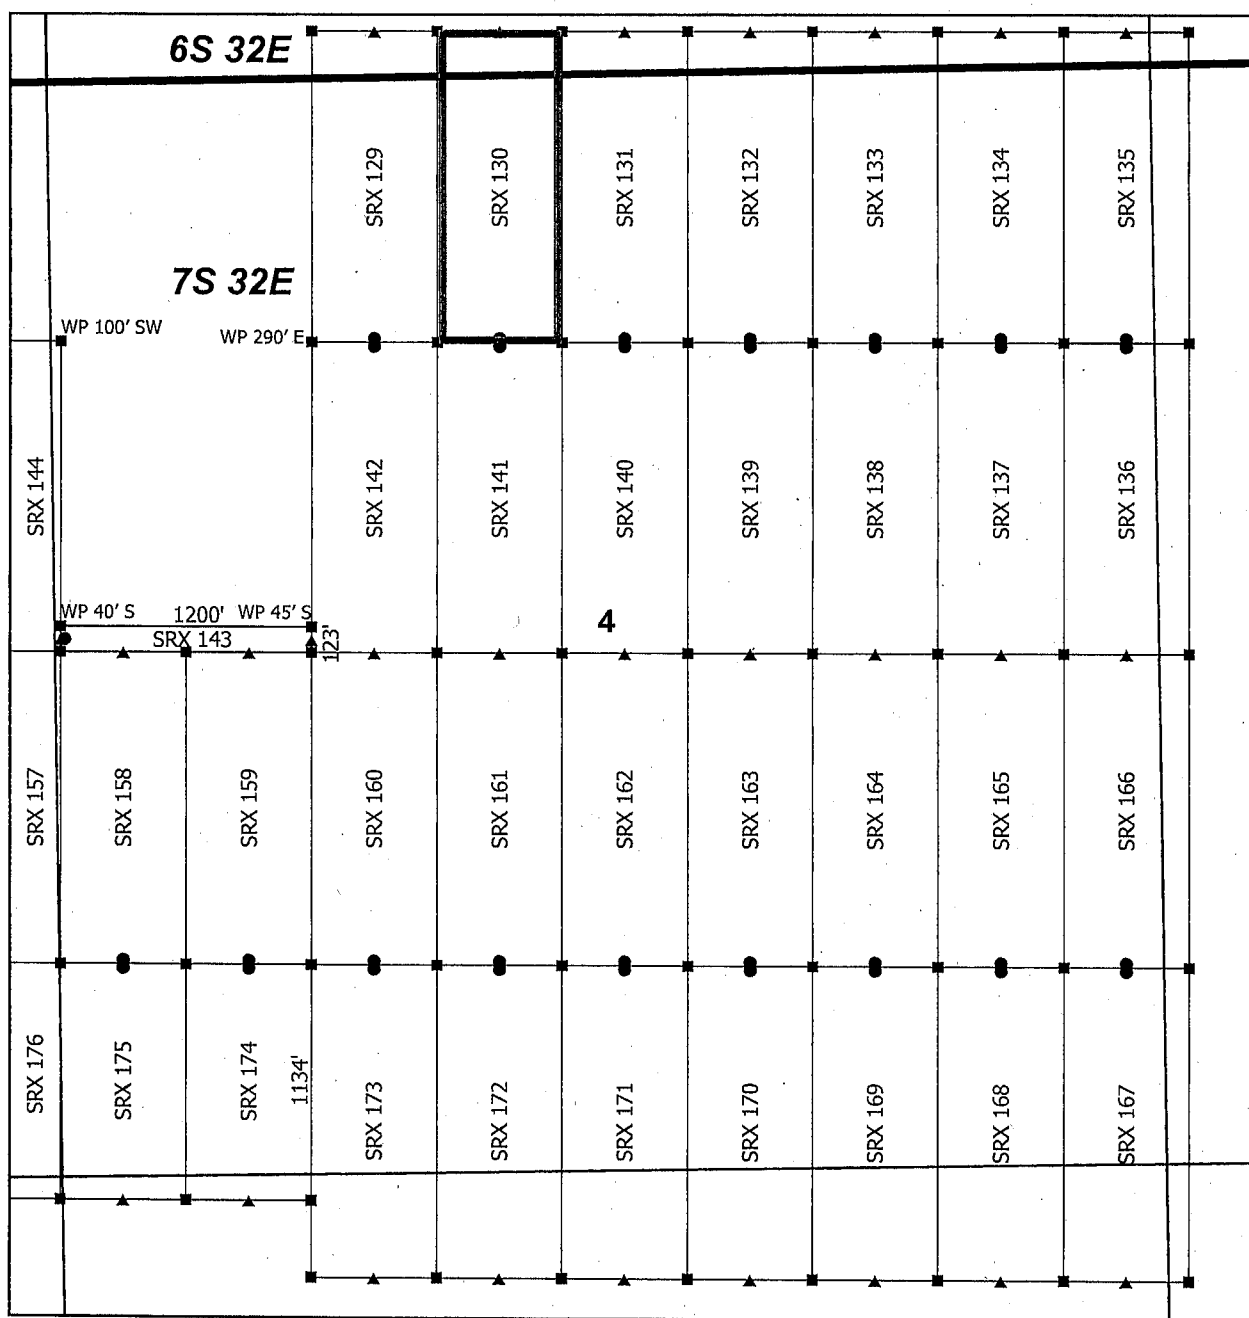 6S 32E
SRX 129
SRX 130
SRX 131
SRX 132
SRX 133
SRX 134
SRX 135
7S 32E
WP 100' SW
WP 290' E
SRX 144
SRX 142
SRX 141
SRX 140
SRX 139
SRX 138
SRX 137
SRX 136
WP 40' S
1200'
WP 45' S
4
SRX 143
123'
SRX 157
SRX 158
SRX 159
SRX 160
SRX 161
SRX 162
SRX 163
SRX 164
SRX 165
SRX 166
SRX 176
SRX 175
SRX 174
1134'
SRX 173
SRX 172
SRX 171
SRX 170
SRX 169
SRX 168
SRX 167